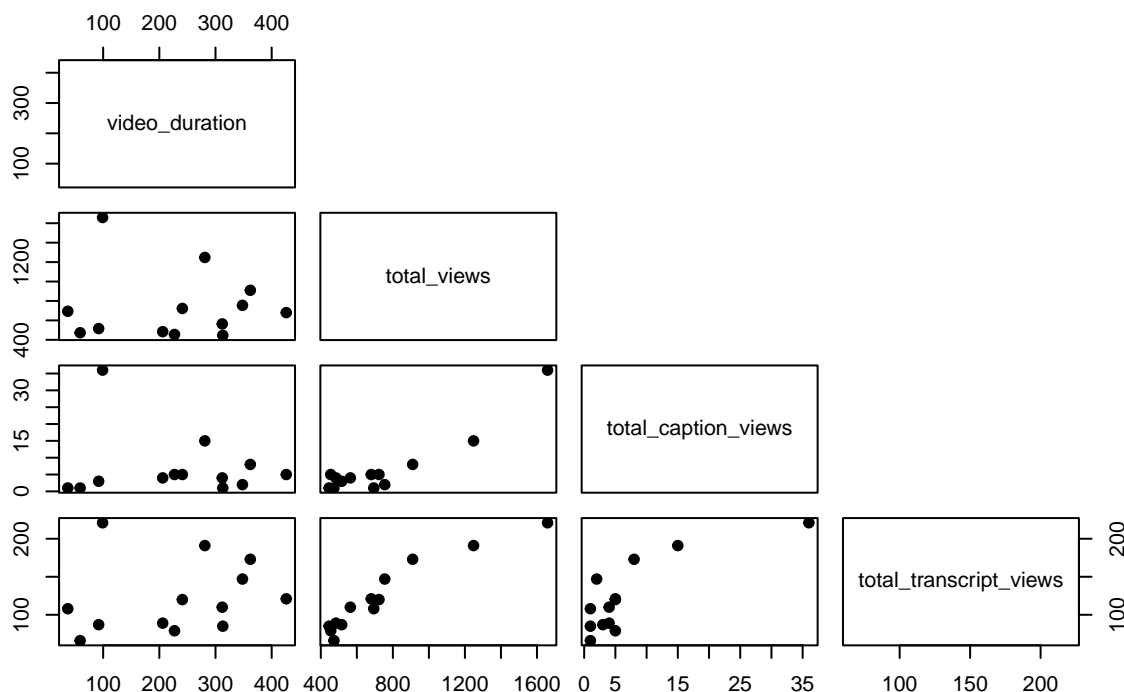 100 200 300 400
100 300
video_duration
400 1200
total_views
0 15 30
total_caption_views
100 200
total_transcript_views
100 200
100 200 300 400
400 800 1200 1600
0 5 15 25 35
100 150 200